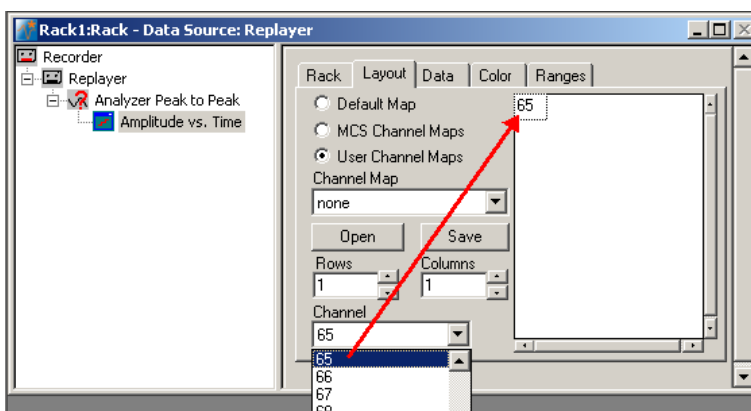 Rack1:Rack - Data Source: Replayer
Recorder
Replayer
Analyzer Peak to Peak
Amplitude vs. Time
Rack Layout Data Color Ranges
Default Map
65
MCS Channel Maps
User Channel Maps
Channel Map
none
Open Save
Rows Columns
1 1
Channel
65
65
66
67
68